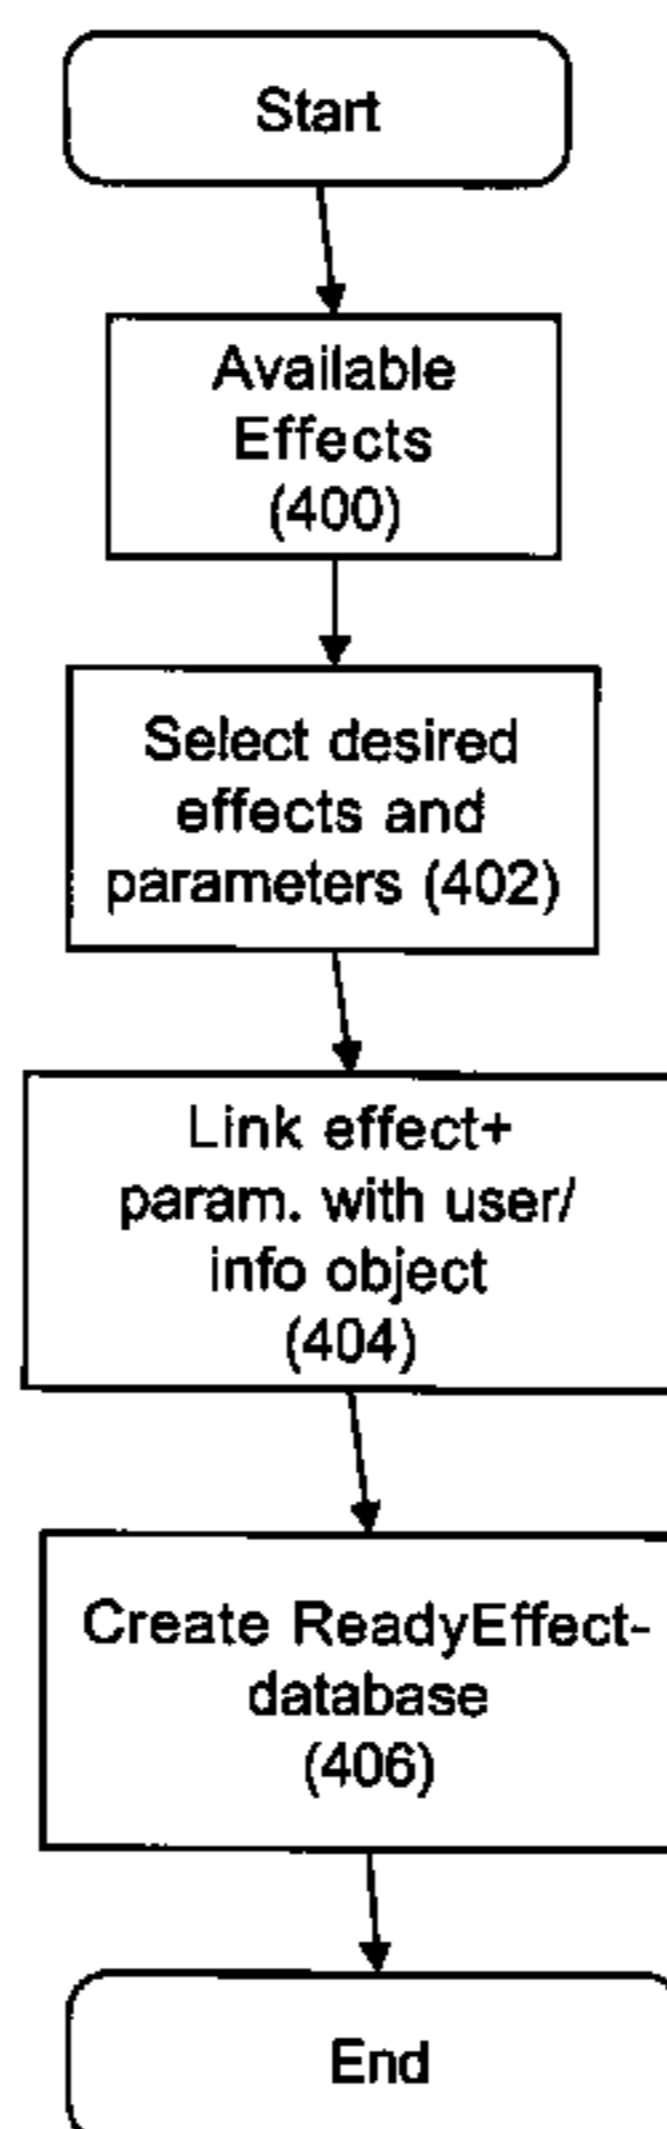 Start
Available
Effects
(400)
Select desired
effects and
parameters (402)
Link effect+
param. with user/
info object
(404)
Create ReadyEffect-
database
(406)
End